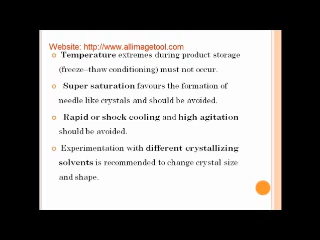 Website: http://www.allimagetool.com
Temperature extremes during product storage
(freeze–thaw conditioning) must not occur.
Super saturation favours the formation of
needle like crystals and should be avoided.
Rapid or shock cooling and high agitation
should be avoided.
Experimentation with different crystallizing
solvents is recommended to change crystal size
and shape.